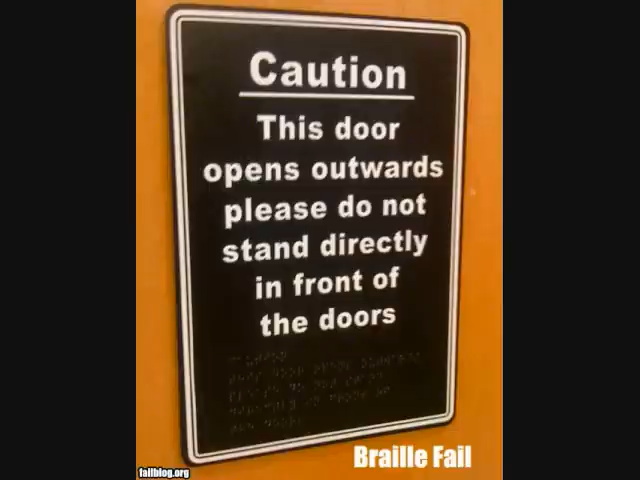 Caution
This door
opens outwards
please do not
stand directly
in front of
the doors
Braille Fail
failblog.org